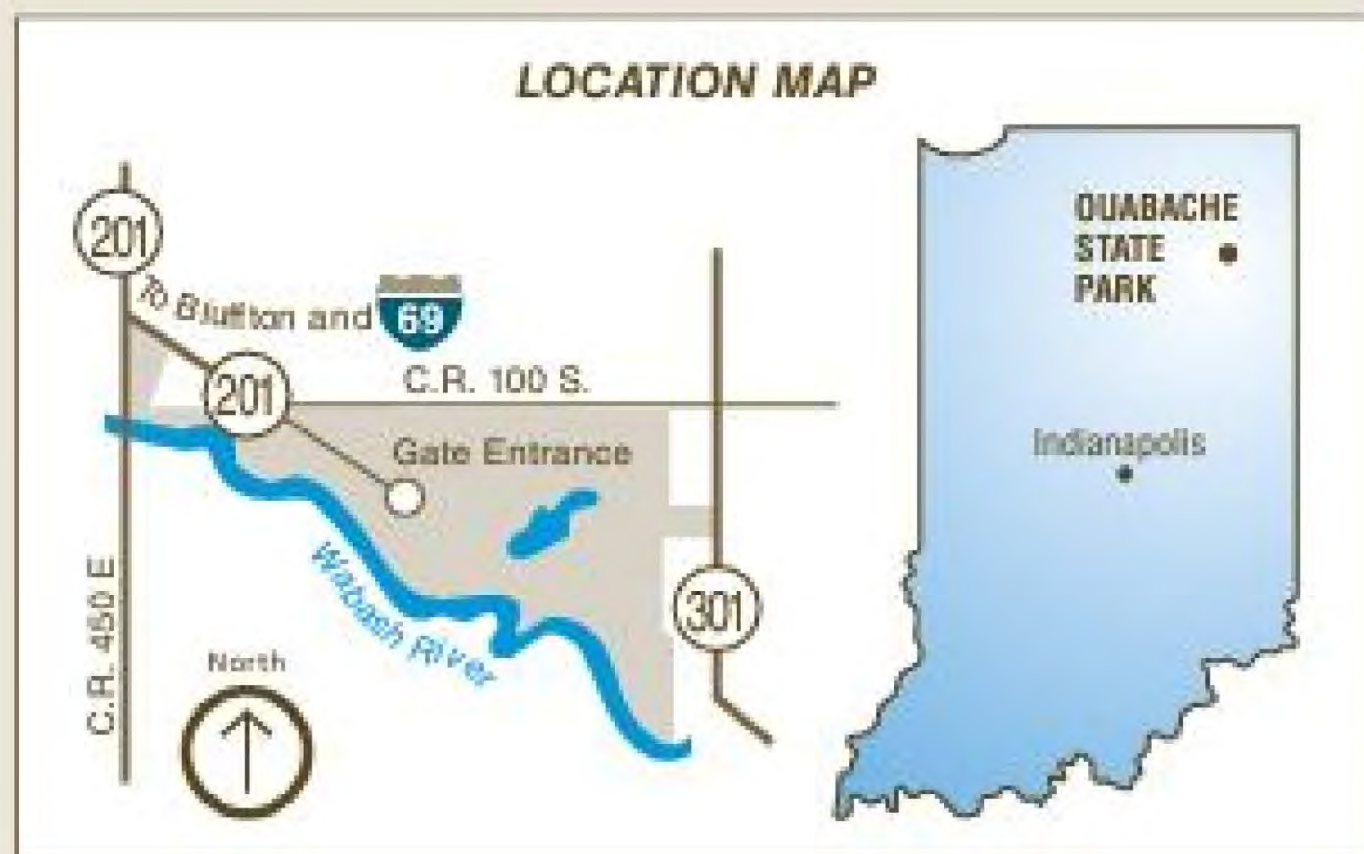 LOCATION MAP
201
To Bluffton and 69
201
C.R. 100 S.
Gate Entrance
Wabash River
301
C.R. 450 E
North
OUABACHE
STATE
PARK
Indianapolis